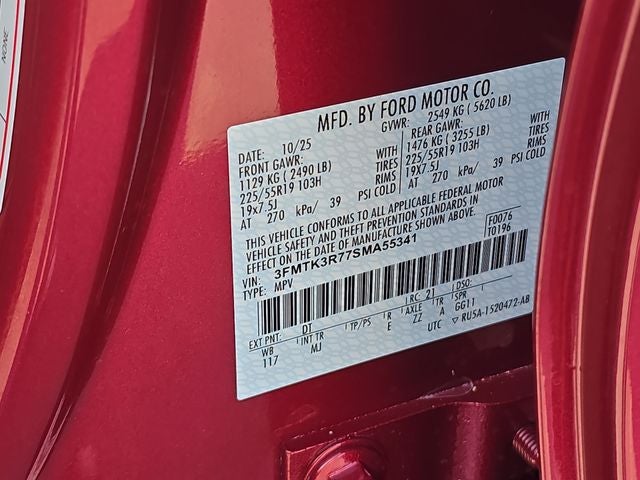 NONE
MFD. BY FORD MOTOR CO.
DATE: 10/25 GVWR: 2549 KG ( 5620 LB)
FRONT GAWR: REAR GAWR:
1129 KG ( 2490 LB) WITH 1476 KG ( 3255 LB) WITH
225/55R19 103H TIRES 225/55R19 103H TIRES
19x7.5J RIMS 19x7.5J RIMS
AT 270 kPa/ 39 PSI COLD AT 270 kPa/ 39 PSI COLD
THIS VEHICLE CONFORMS TO ALL APPLICABLE FEDERAL MOTOR
VEHICLE SAFETY AND THEFT PREVENTION STANDARDS IN
EFFECT ON THE DATE OF MANUFACTURE SHOWN ABOVE.
VIN: 3FMTK3R77SMA55341 F0076
TYPE: MPV T0196
EXT PNT: DT RC: 21 DSO:
WB INT TR TP/PS R AXLE TR SPR
117 MJ E ZZ A GG11
UTC ▽ RU5A-1520472-AB